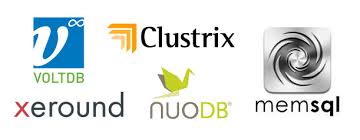 VOLTDB
Clustrix
xeround
nuoDB®
memsql